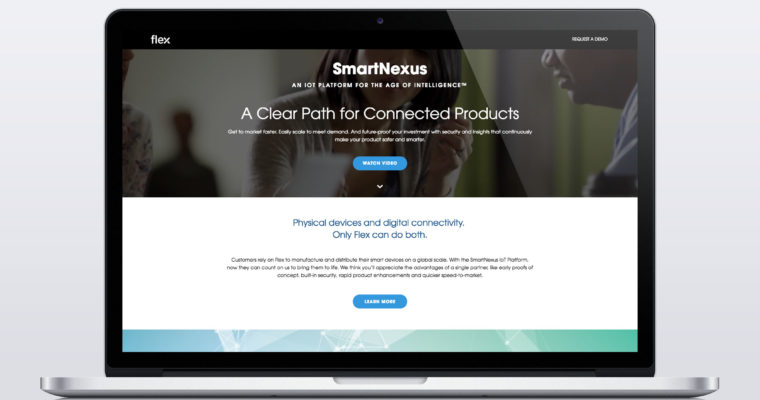 flex
REQUEST A DEMO
SmartNexus
AN IOT PLATFORM FOR THE AGE OF INTELLIGENCE™
A Clear Path for Connected Products
Get to market faster. Easily scale to meet demand. And future-proof your investment with security and insights that continuously
make your product safer and smarter.
WATCH VIDEO
Physical devices and digital connectivity.
Only Flex can do both.
Customers rely on Flex to manufacture and distribute their smart devices on a global scale. With the SmartNexus IoT Platform,
now they can count on us to bring them to life. We think you'll appreciate the advantages of a single partner, like early proofs of
concept, built-in security, rapid product enhancements and quicker speed-to-market.
LEARN MORE